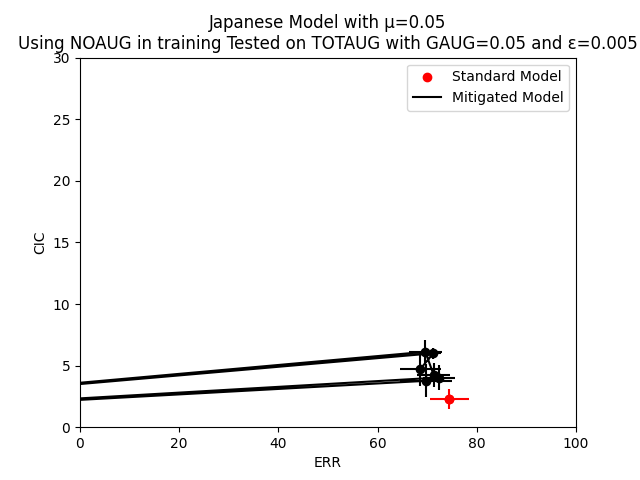 Japanese Model with μ=0.05
Using NOAUG in training Tested on TOTAUG with GAUG=0.05 and ε=0.005
30
25
20
15
10
5
0
CIC
Standard Model
Mitigated Model
0 20 40 60 80 100
ERR